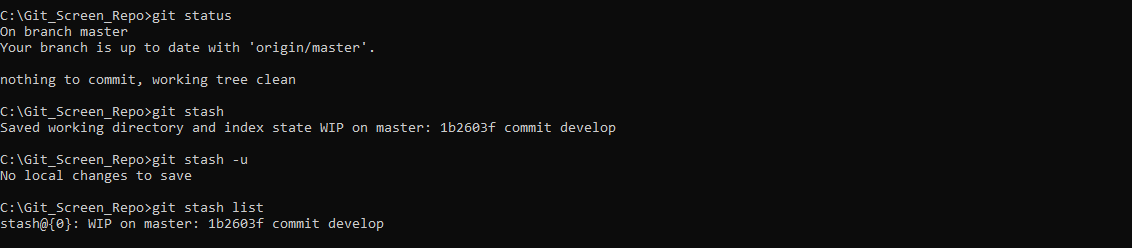 C:\Git_Screen_Repo>git status
On branch master
Your branch is up to date with 'origin/master'.
nothing to commit, working tree clean
C:\Git_Screen_Repo>git stash
Saved working directory and index state WIP on master: 1b2603f commit develop
C:\Git_Screen_Repo>git stash -u
No local changes to save
C:\Git_Screen_Repo>git stash list
stash@{0}: WIP on master: 1b2603f commit develop